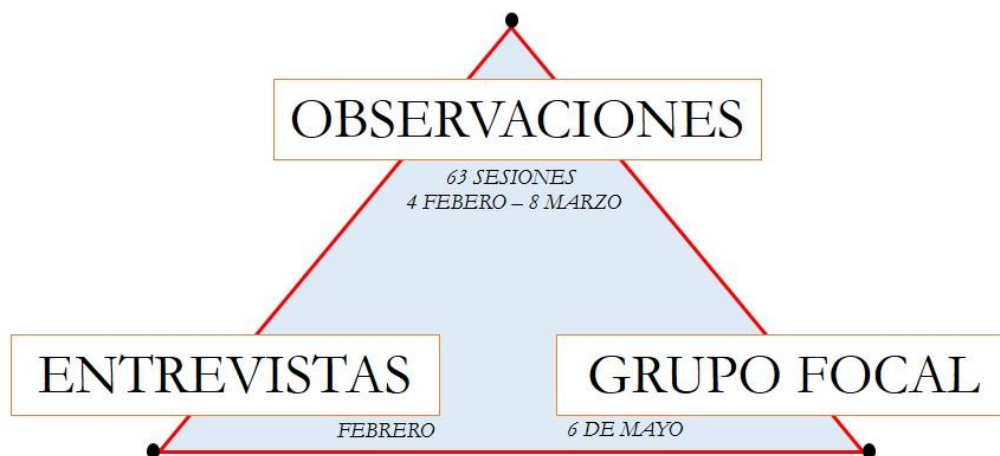 OBSERVACIONES
63 SESIONES
4 FEBERO – 8 MARZO
ENTREVISTAS
GRUPO FOCAL
FEBRERO
6 DE MAYO